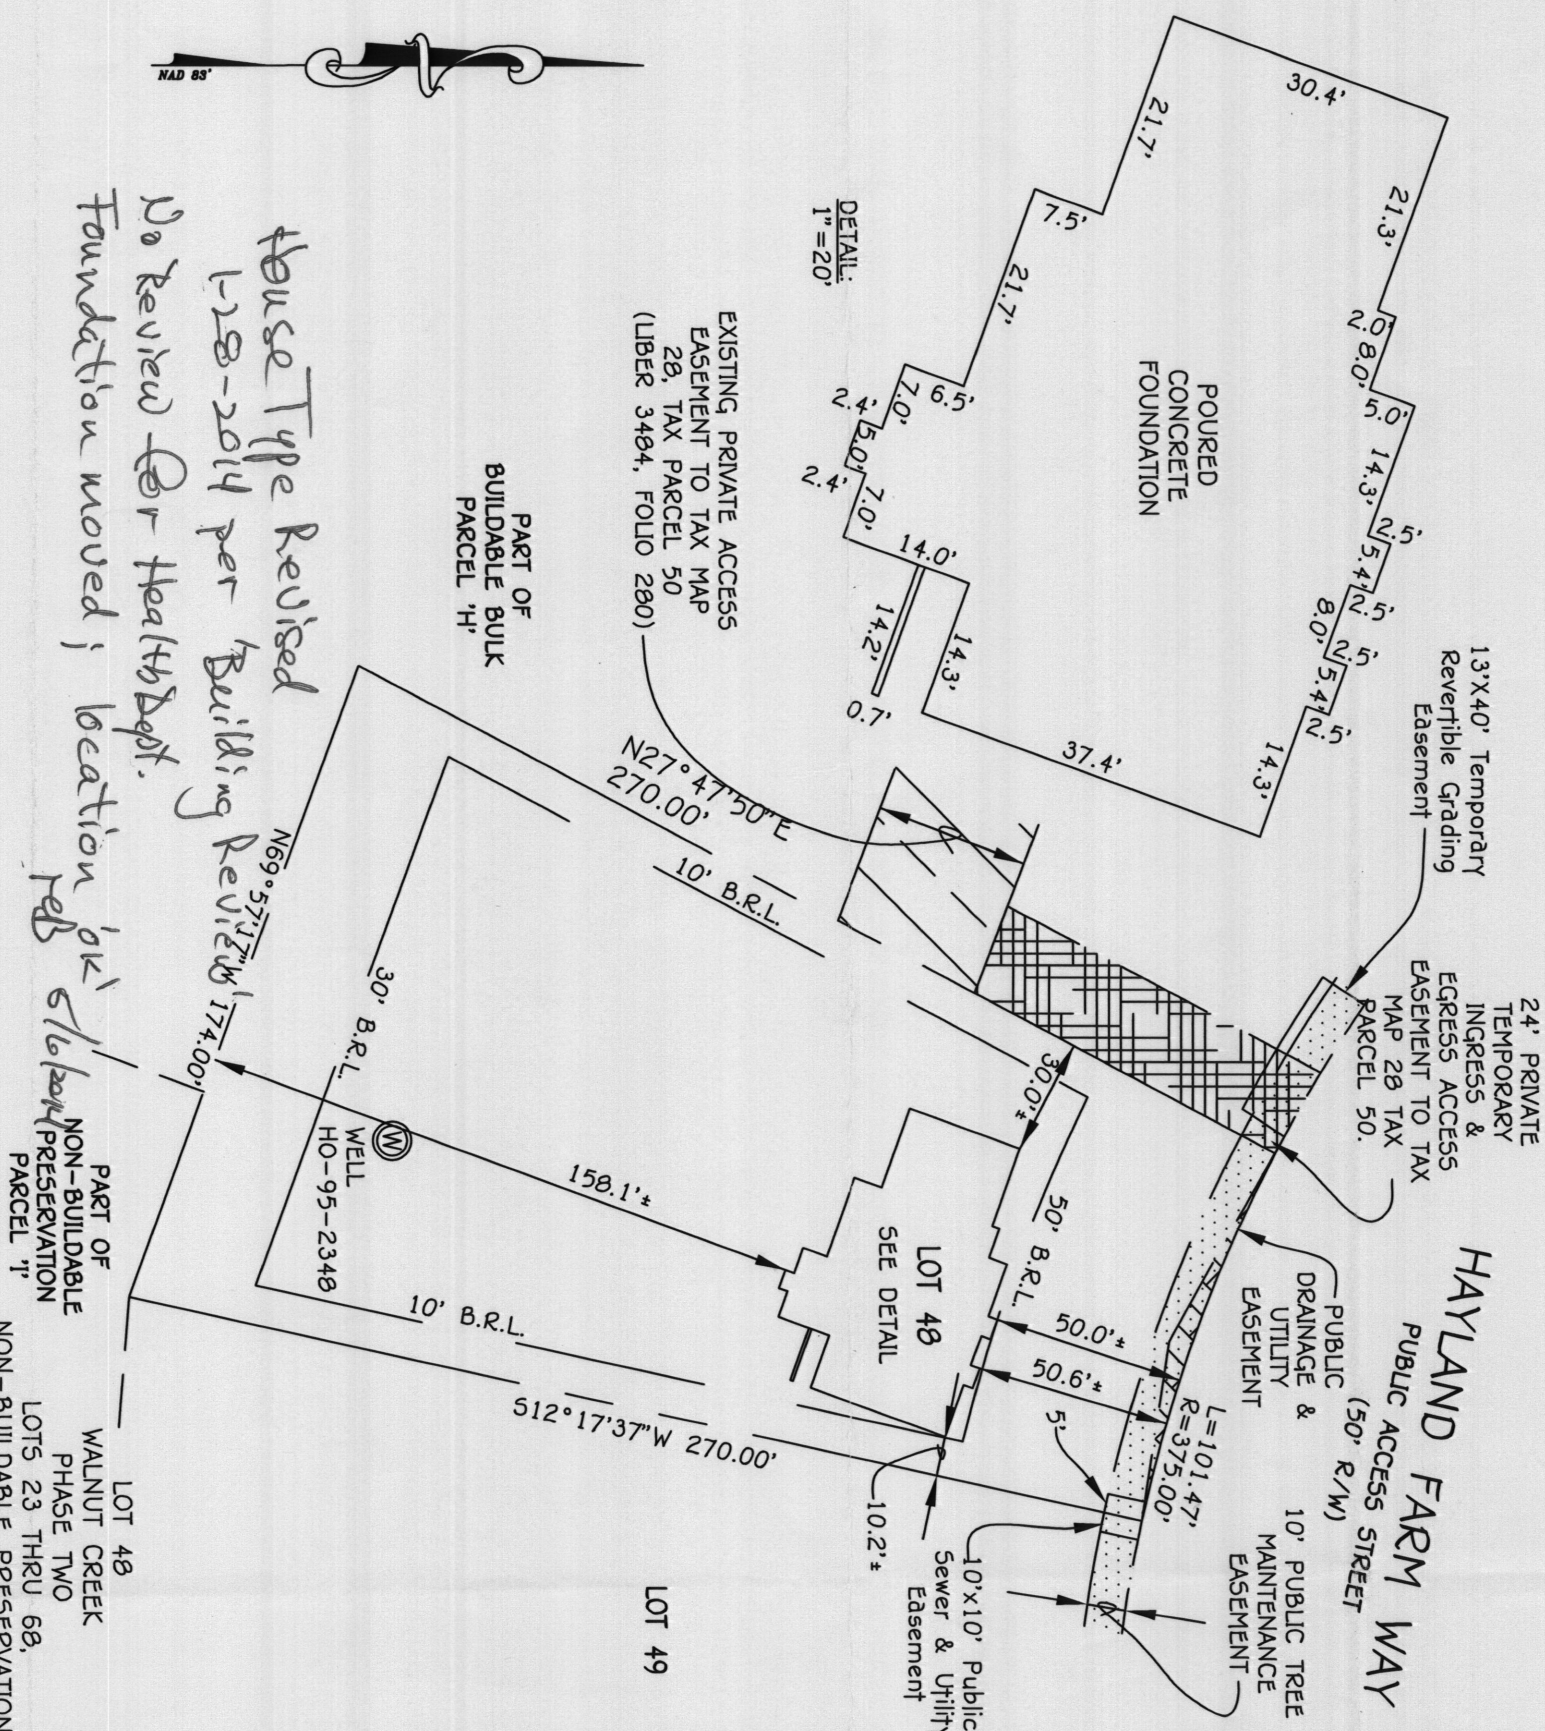 NAD 83'
30.4'
21.7'
21.3'
7.5'
21.7'
2.0'
8.0'
5.0'
14.3'
2.5'
5.4'
2.5'
8.0'
2.5'
5.4'
2.5'
14.3'
37.4'
6.5'
7.0'
2.4'
5.0'
2.4'
7.0'
14.0'
14.2'
14.3'
0.7'
DETAIL:
1"=20'
POURED
CONCRETE
FOUNDATION
EXISTING PRIVATE ACCESS
EASEMENT TO TAX MAP
28, TAX PARCEL 50
(LIBER 3484, FOLIO 280)
PART OF
BUILDABLE BULK
PARCEL 'H'
House Type Revised
1-28-2014 per 'Building Review'
No Review for Health Dept.
Foundation moved; location 'ok'
5/6/2014
13'X40' Temporary
Revertible Grading
Easement
24' PRIVATE
TEMPORARY
INGRESS &
EGRESS ACCESS
EASEMENT TO TAX
MAP 28 TAX
PARCEL 50.
HAYLAND FARM WAY
PUBLIC ACCESS STREET
(50' R/W)
PUBLIC
DRAINAGE &
UTILITY
EASEMENT
10' PUBLIC TREE
MAINTENANCE
EASEMENT
L=101.47'
R=375.00'
N27°47'50"E
270.00'
10' B.R.L.
30.0'±
50' B.R.L.
50.0'±
50.6'±
5'
LOT 48
SEE DETAIL
158.1'±
N69°57'17"W 174.00'
30' B.R.L.
WELL
HO-95-2348
W
10' B.R.L.
S12°17'37"W 270.00'
10.2'±
10'x10' Public
Sewer & Utility
Easement
LOT 49
PART OF
NON-BUILDABLE
PRESERVATION
PARCEL 'I'
LOT 48
WALNUT CREEK
PHASE TWO
LOTS 23 THRU 68,
NON-BUILDABLE PRESERVATION